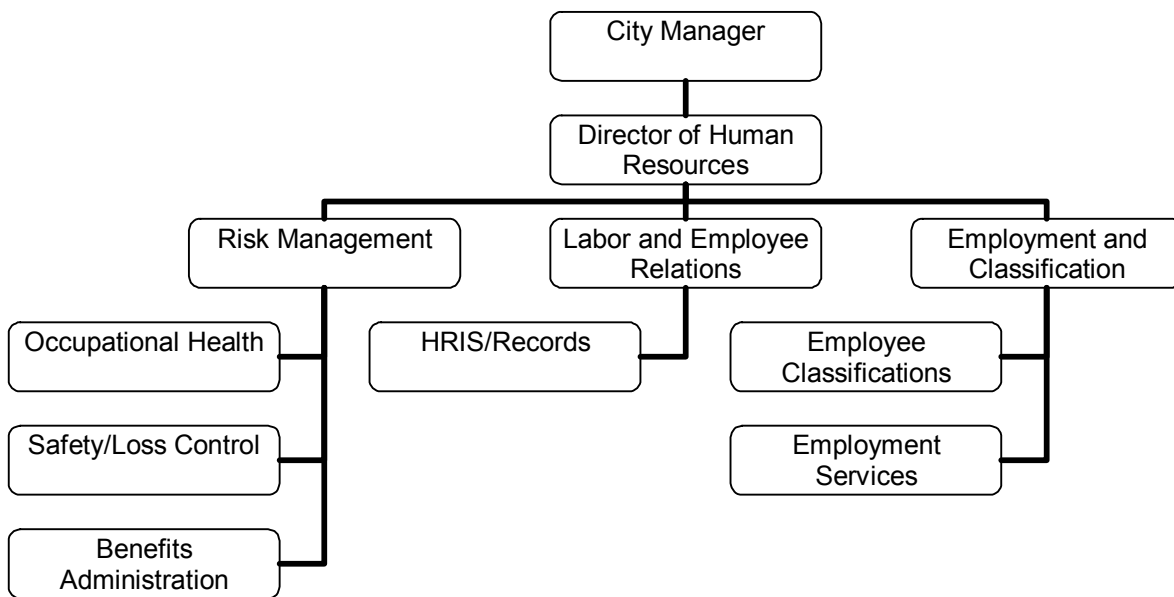 City Manager
Director of Human
Resources
Risk Management
Labor and Employee
Relations
Employment and
Classification
Occupational Health
HRIS/Records
Employee
Classifications
Safety/Loss Control
Employment
Services
Benefits
Administration